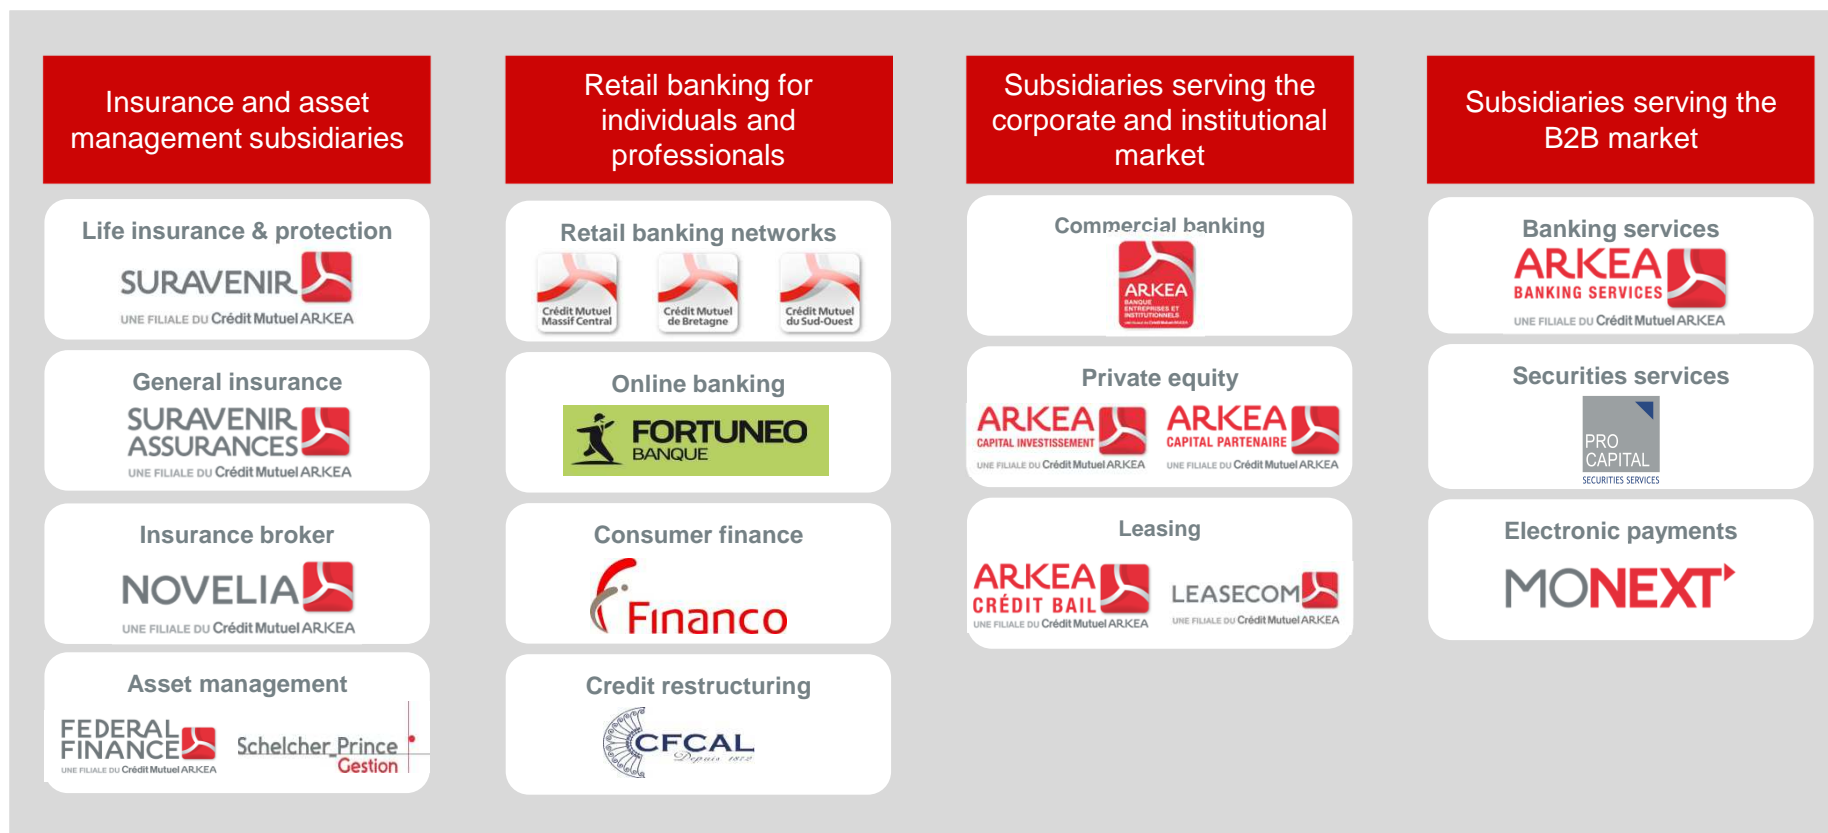 Insurance and asset
management subsidiaries
Life insurance & protection
SURAVENIR
UNE FILIALE DU Crédit Mutuel ARKEA
General insurance
SURAVENIR
ASSURANCES
UNE FILIALE DU Crédit Mutuel ARKEA
Insurance broker
NOVELIA
UNE FILIALE DU Crédit Mutuel ARKEA
Asset management
FEDERAL
FINANCE
UNE FILIALE DU Crédit Mutuel ARKEA
Schelcher_Prince
Gestion
Retail banking for
individuals and
professionals
Retail banking networks
Crédit Mutuel
Massif Central
Crédit Mutuel
de Bretagne
Crédit Mutuel
du Sud-Ouest
Online banking
FORTUNEO
BANQUE
Consumer finance
Financo
Credit restructuring
CFCAL
Depuis 1872
Subsidiaries serving the
corporate and institutional
market
Commercial banking
ARKEA
BANQUE
ENTREPRISES ET
INSTITUTIONNELS
Private equity
ARKEA
CAPITAL INVESTISSEMENT
UNE FILIALE DU Crédit Mutuel ARKEA
ARKEA
CAPITAL PARTENAIRE
UNE FILIALE DU Crédit Mutuel ARKEA
Leasing
ARKEA
CRÉDIT BAIL
UNE FILIALE DU Crédit Mutuel ARKEA
LEASECOM
UNE FILIALE DU Crédit Mutuel ARKEA
Subsidiaries serving the
B2B market
Banking services
ARKEA
BANKING SERVICES
UNE FILIALE DU Crédit Mutuel ARKEA
Securities services
PRO
CAPITAL
SECURITIES SERVICES
Electronic payments
MONEXT